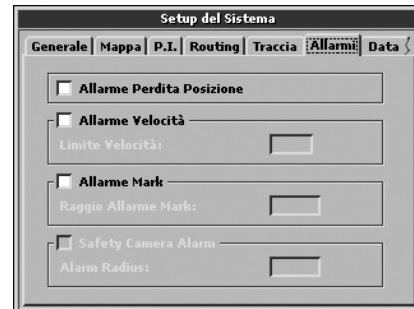 Setup del Sistema
Generale Mappa P.I. Routing Traccia Allarmi Data
Allarme Perdita Posizione
Allarme Velocità
Limite Velocità:
Allarme Mark
Raggio Allarme Mark:
Safety Camera Alarm
Alarm Radius: